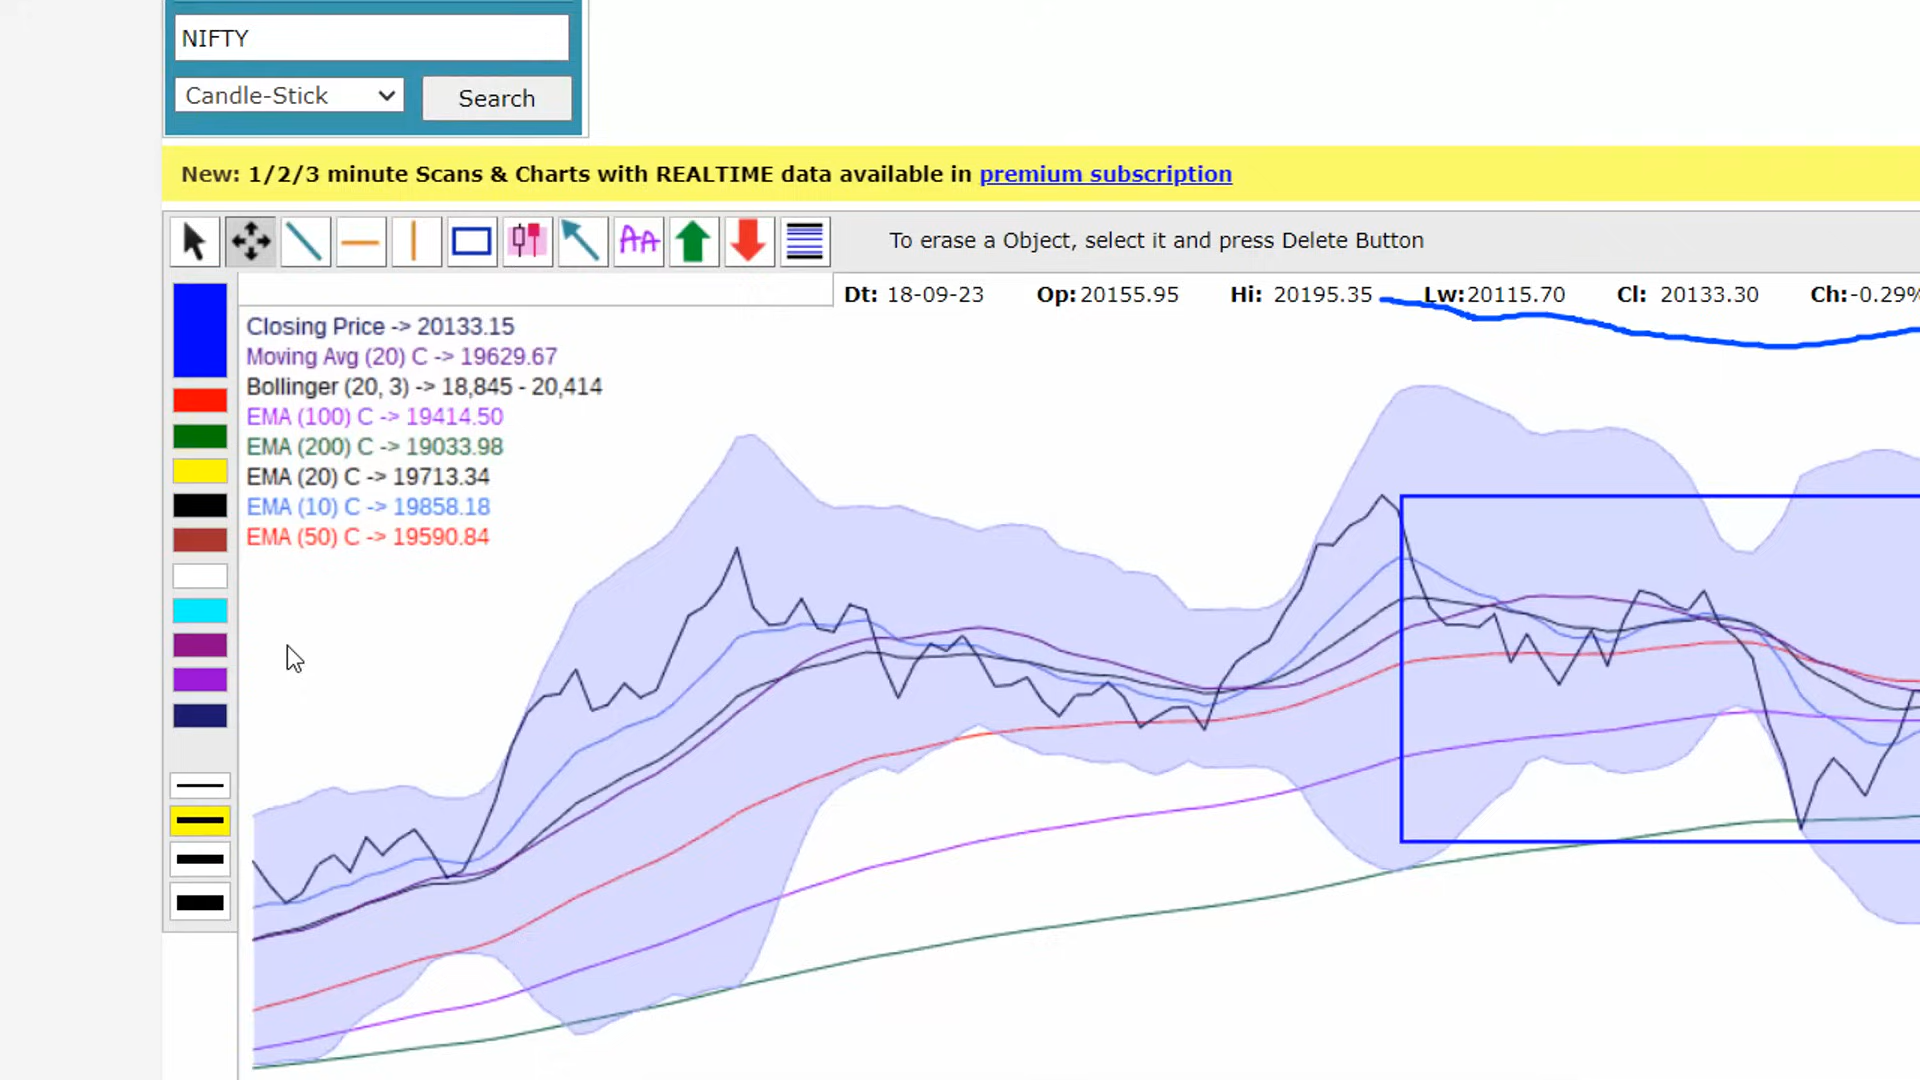 NIFTY
Candle-Stick
Search
New: 1/2/3 minute Scans & Charts with REALTIME data available in premium subscription
AA
To erase a Object, select it and press Delete Button
Dt: 18-09-23 Op: 20155.95 Hi: 20195.35 Lw: 20115.70 Cl: 20133.30 Ch: -0.29%
Closing Price -> 20133.15
Moving Avg (20) C -> 19629.67
Bollinger (20, 3) -> 18,845 - 20,414
EMA (100) C -> 19414.50
EMA (200) C -> 19033.98
EMA (20) C -> 19713.34
EMA (10) C -> 19858.18
EMA (50) C -> 19590.84